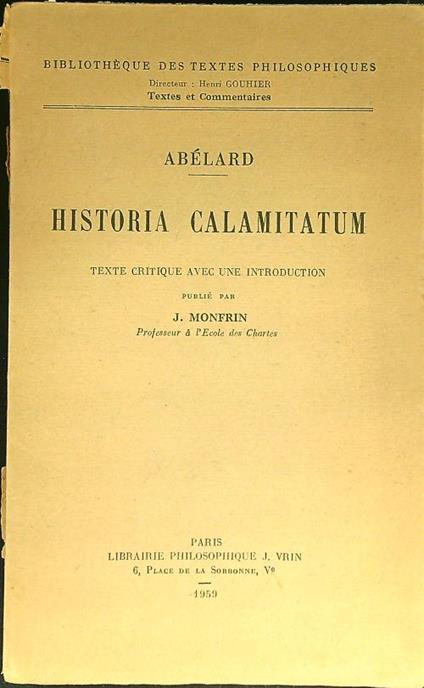 BIBLIOTHÈQUE DES TEXTES PHILOSOPHIQUES
Directeur : Henri GOUHIER
Textes et Commentaires
ABÉLARD
HISTORIA CALAMITATUM
TEXTE CRITIQUE AVEC UNE INTRODUCTION
PUBLIÉ PAR
J. MONFRIN
Professeur à l'Ecole des Chartes
PARIS
LIBRAIRIE PHILOSOPHIQUE J. VRIN
6, PLACE DE LA SORBONNE, Ve
1959